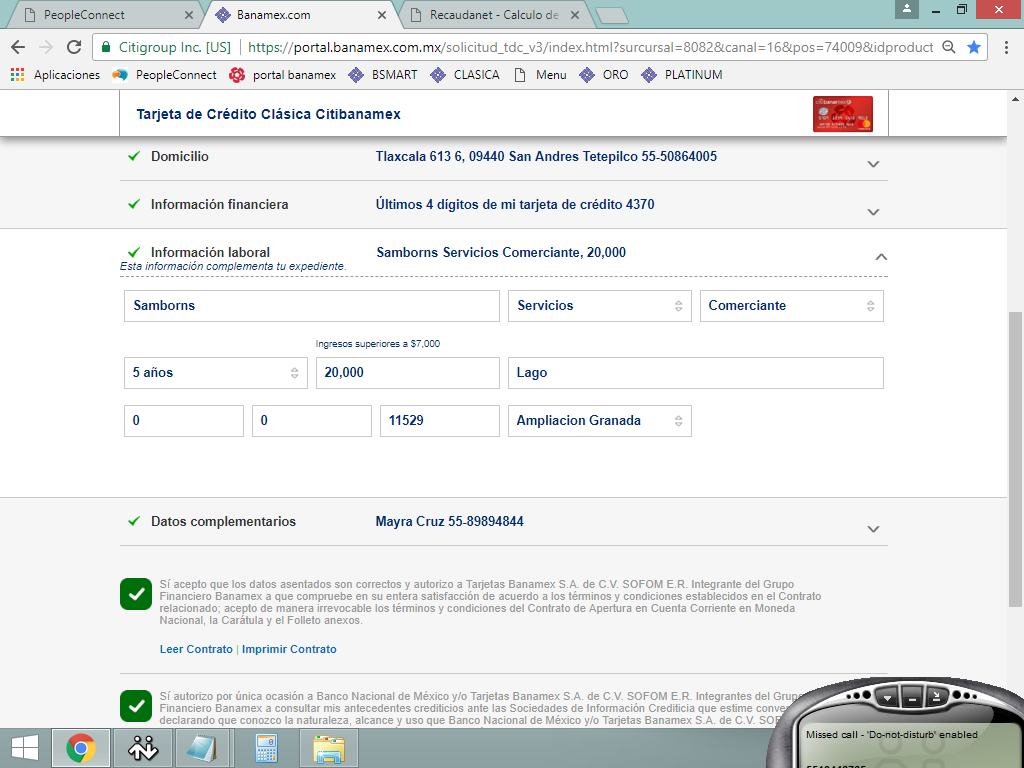 PeopleConnect
Banamex.com
Recaudanet - Calculo de
Citigroup Inc. [US]
https://portal.banamex.com.mx/solicitud_tdc_v3/index.html?surcursal=8082&canal=16&pos=74009&idproduct
Aplicaciones
PeopleConnect
portal banamex
BSMART
CLASICA
Menu
ORO
PLATINUM
Tarjeta de Crédito Clásica Citibanamex
Domicilio
Tlaxcala 613 6, 09440 San Andres Tetepilco 55-50864005
Información financiera
Últimos 4 dígitos de mi tarjeta de crédito 4370
Información laboral
Samborns Servicios Comerciante, 20,000
Esta información complementa tu expediente.
Samborns
Servicios
Comerciante
Ingresos superiores a $7,000
5 años
20,000
Lago
0
0
11529
Ampliacion Granada
Datos complementarios
Mayra Cruz 55-89894844
Sí acepto que los datos asentados son correctos y autorizo a Tarjetas Banamex S.A. de C.V. SOFOM E.R. Integrante del Grupo
Financiero Banamex a que compruebe en su entera satisfacción de acuerdo a los términos y condiciones establecidos en el Contrato
relacionado; acepto de manera irrevocable los términos y condiciones del Contrato de Apertura en Cuenta Corriente en Moneda
Nacional, la Carátula y el Folleto anexos.
Leer Contrato | Imprimir Contrato
Sí autorizo por única ocasión a Banco Nacional de México y/o Tarjetas Banamex S.A. de C.V. SOFOM E.R. Integrantes del Grupo
Financiero Banamex a consultar mis antecedentes crediticios ante las Sociedades de Información Crediticia que estime
declarando que conozco la naturaleza, alcance y uso que Banco Nacional de México y/o Tarjetas Banamex S.A. de C.V.
Missed call - 'Do-not-disturb' enabled